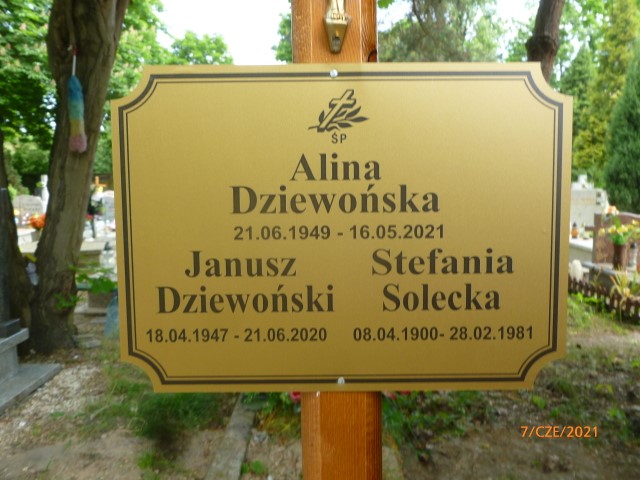 ŚP
Alina
Dziewońska
21.06.1949 - 16.05.2021
Janusz
Dziewoński
18.04.1947 - 21.06.2020
Stefania
Solecka
08.04.1900- 28.02.1981
7/CZE/2021